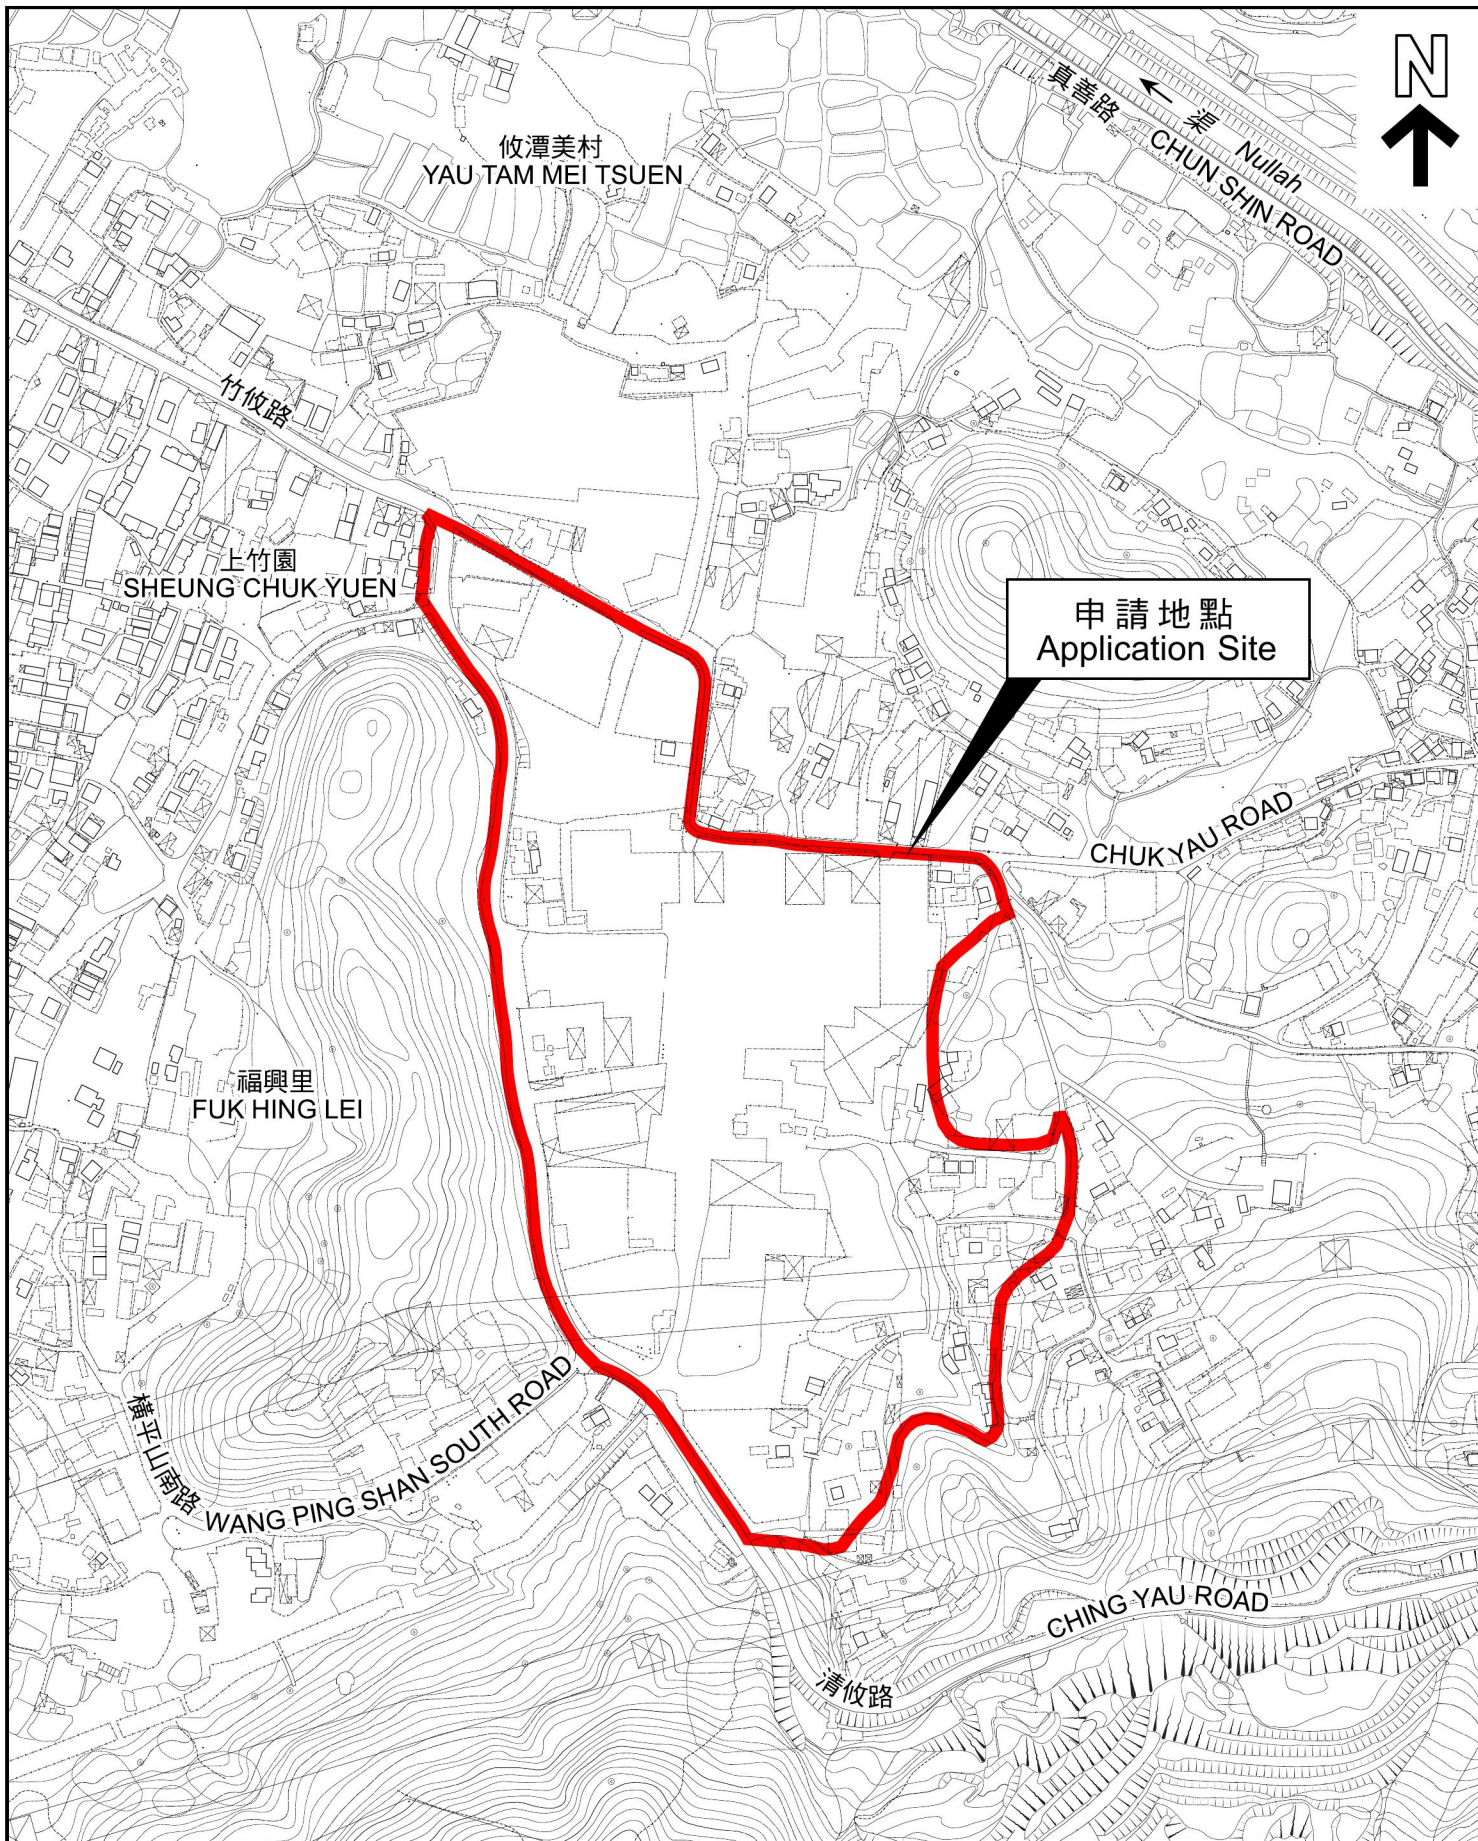 N
真善路
渠
Nullah
CHUN SHIN ROAD
攸潭美村
YAU TAM MEI TSUEN
竹攸路
上竹園
SHEUNG CHUK YUEN
申請地點
Application Site
CHUK YAU ROAD
福興里
FUK HING LEI
橫平山南路
WANG PING SHAN SOUTH ROAD
CHING YAU ROAD
清攸路